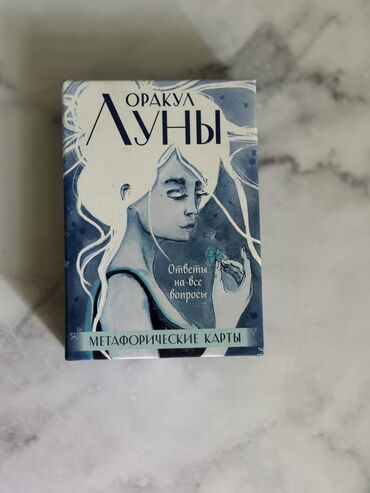 ОРАКУЛ
ЛУНЫ
Ответы
на все
вопросы
МЕТАФОРИЧЕСКИЕ КАРТЫ